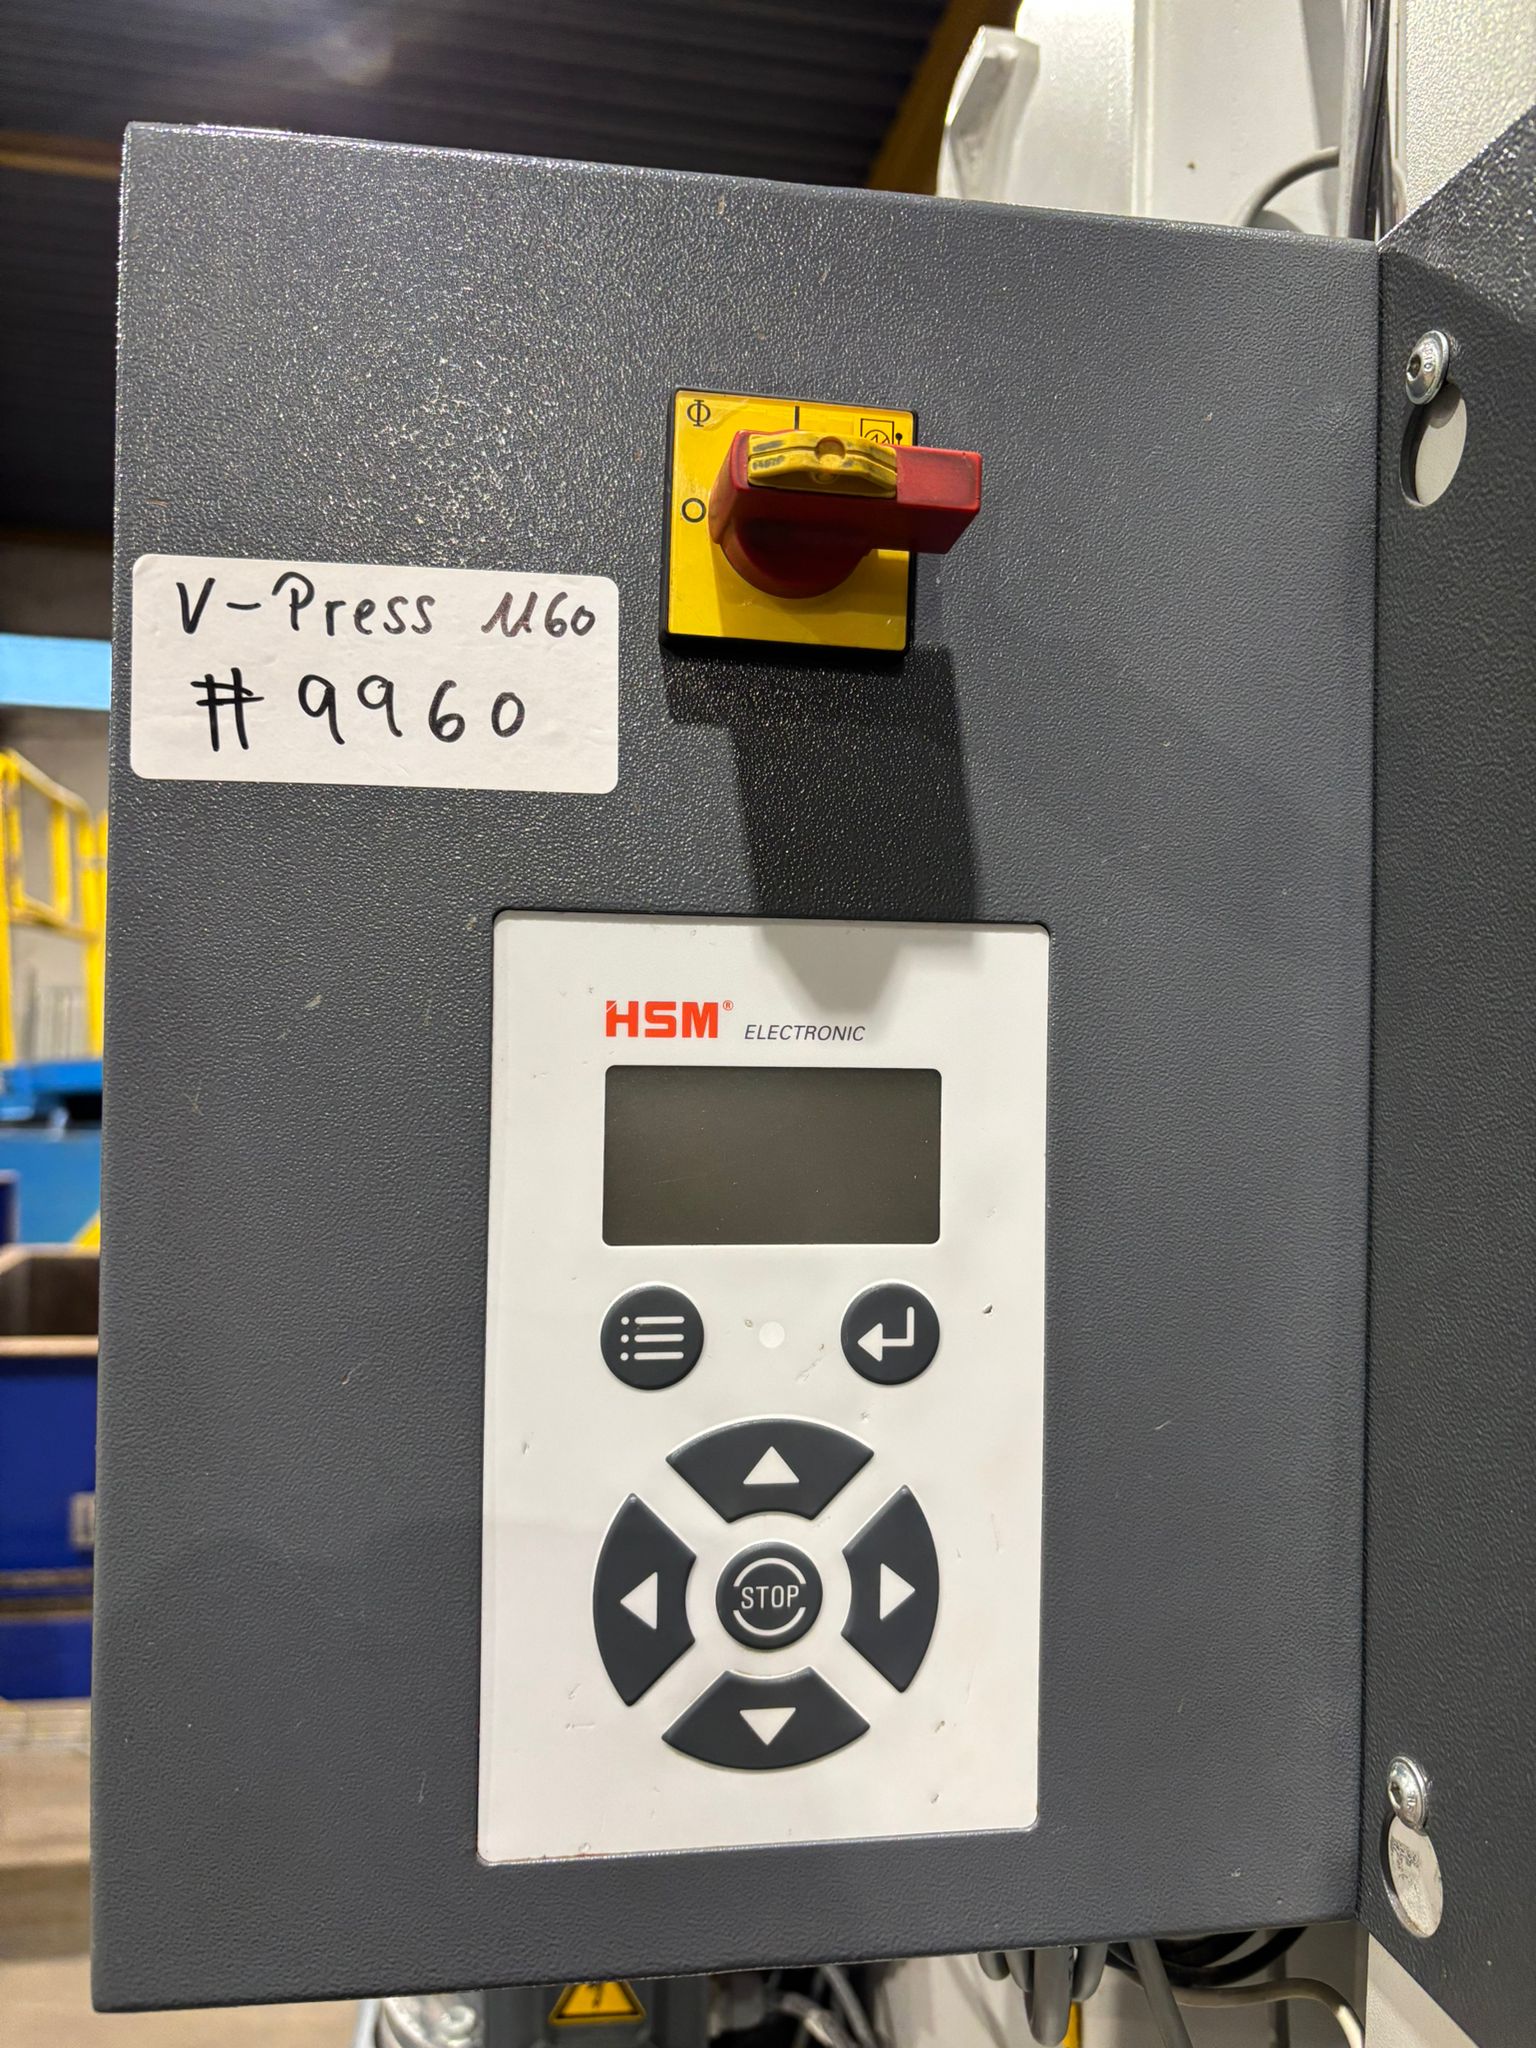 O
V-Press 1160
# 9960
HSM® ELECTRONIC
STOP